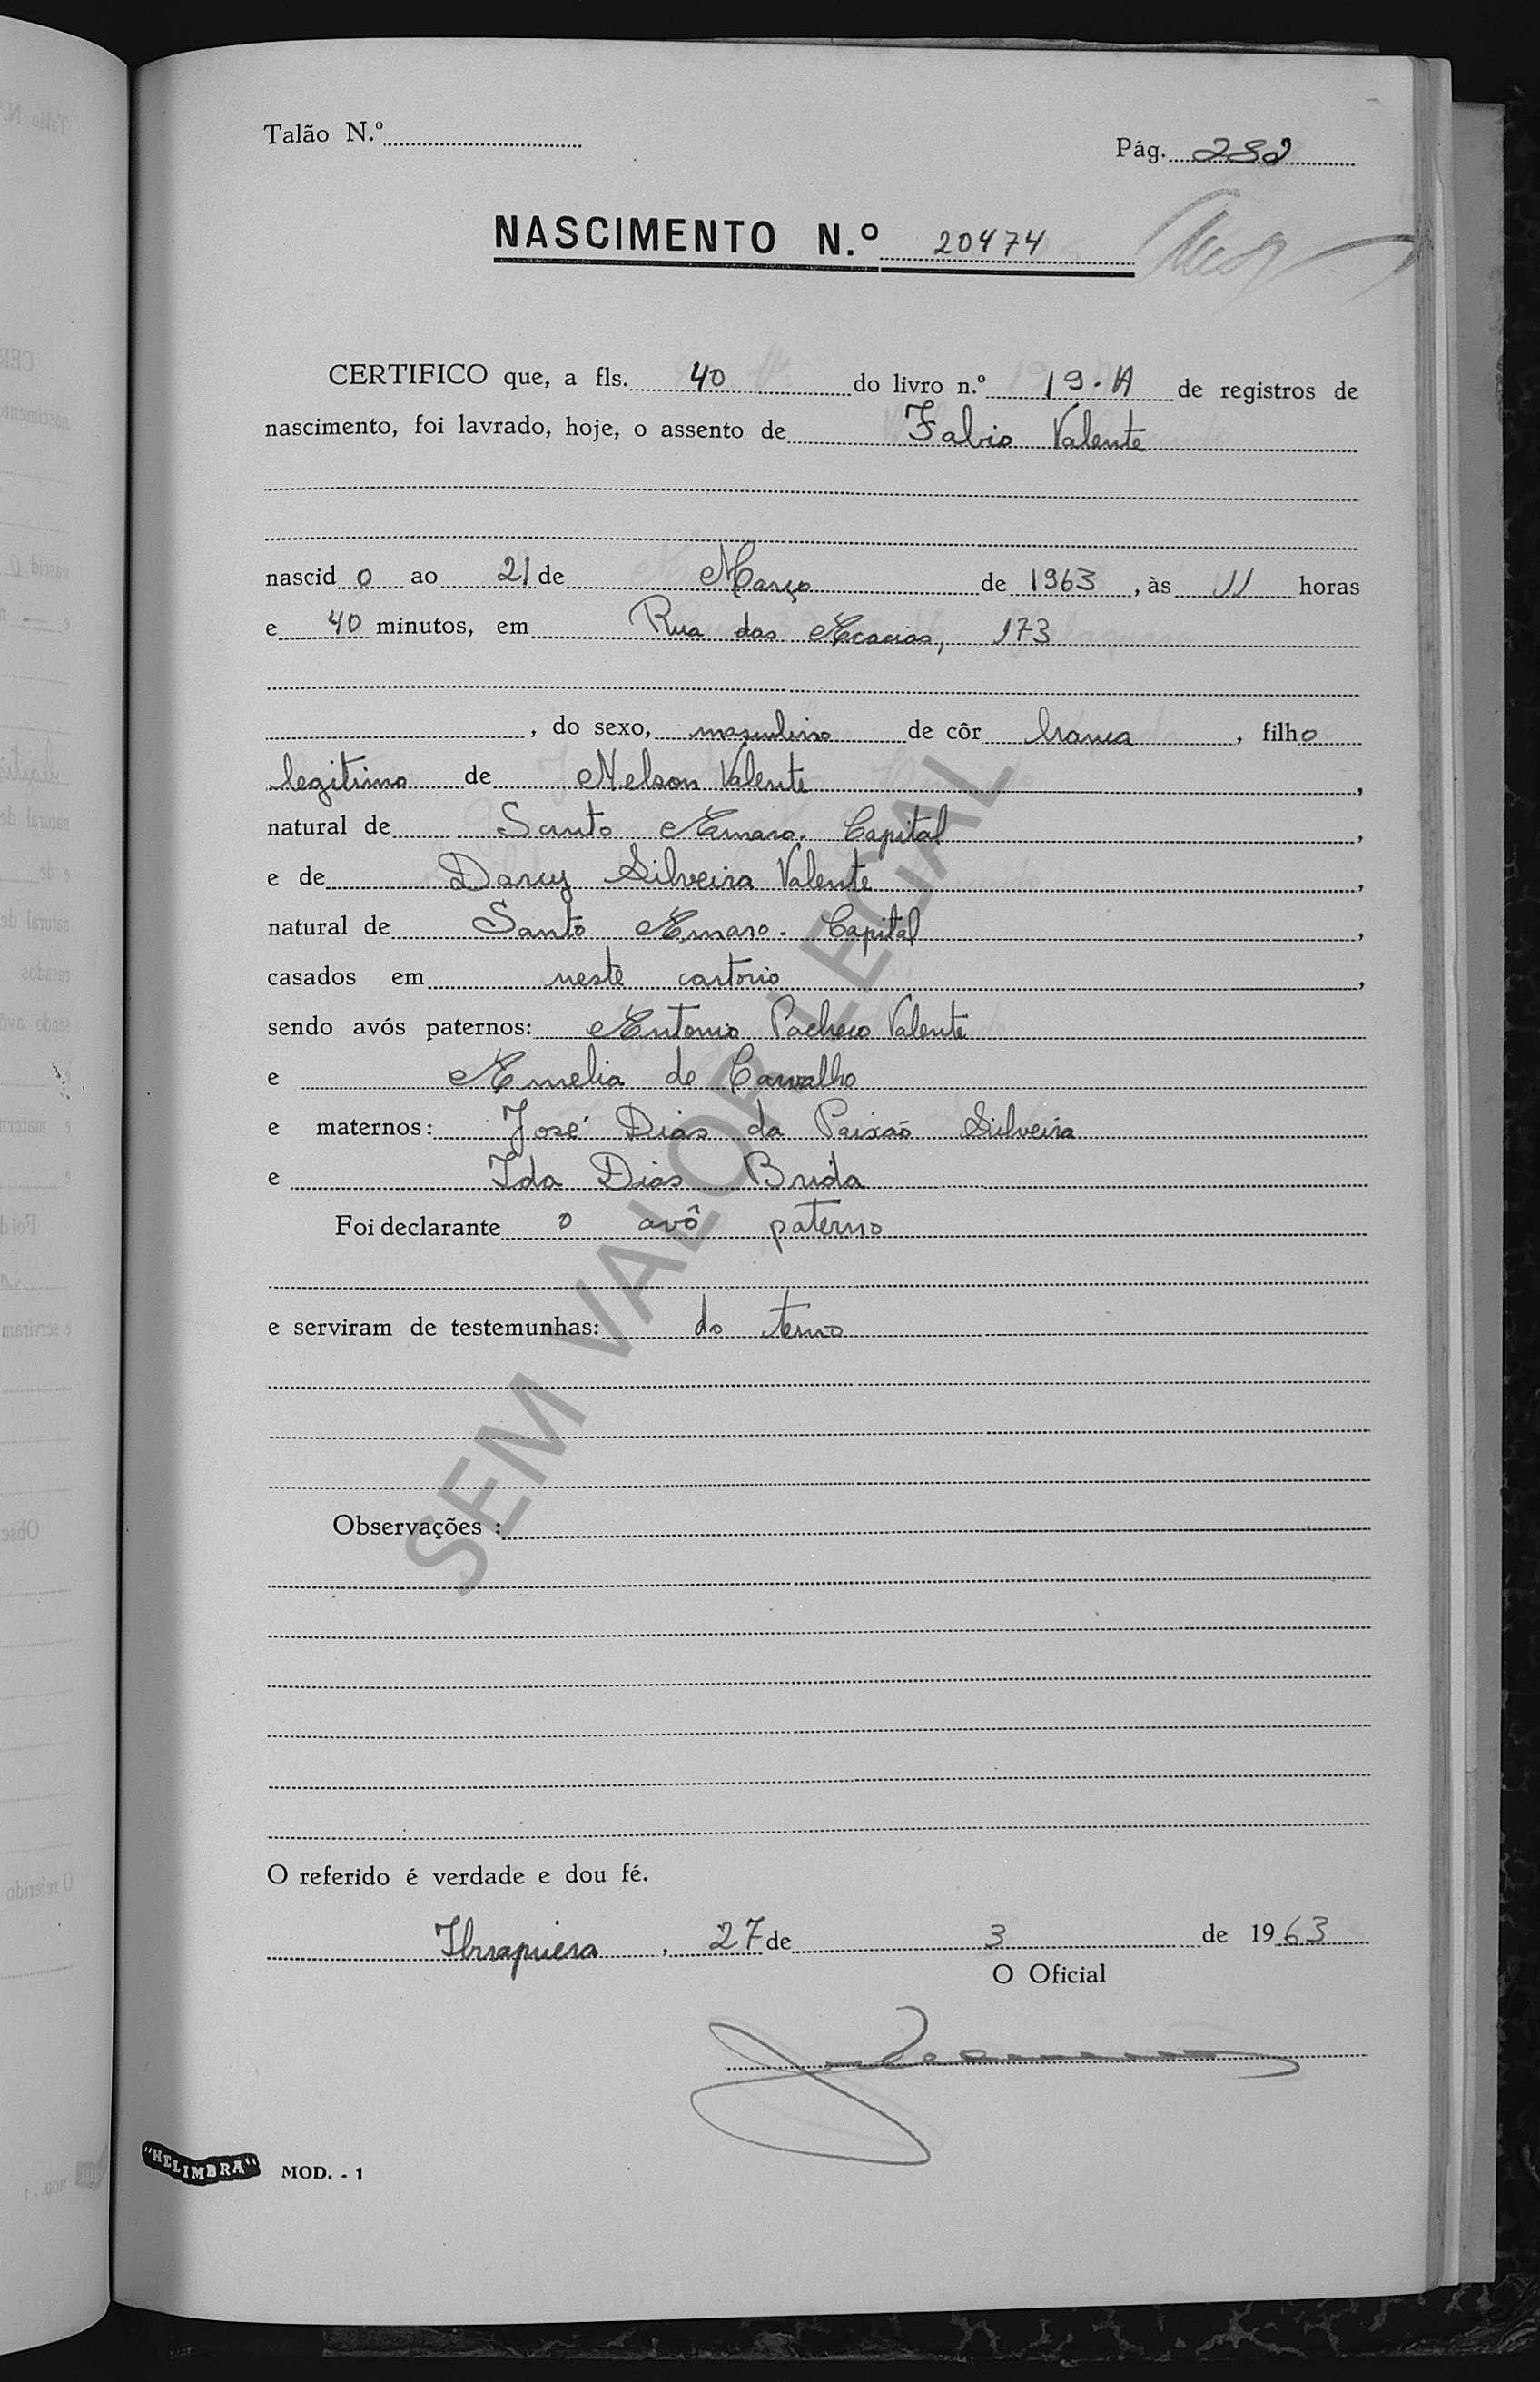 Talão N.º
Pág. 232
NASCIMENTO N.º 20474
CERTIFICO que, a fls. 40 do livro n.º 19-A de registros de
nascimento, foi lavrado, hoje, o assento de Fabio Valente
nascido ao 21 de Março de 1963, às 11 horas
e 40 minutos, em Rua das Acacias, 173
, do sexo, masculino de côr branca, filho
legitimo de Nelson Valente,
natural de Santo Amaro. Capital,
e de Darcy Silveira Valente,
natural de Santo Amaro. Capital,
casados em neste cartorio,
sendo avós paternos: Antonio Pacheco Valente
e Amelia de Carvalho
e maternos: José Dias da Paixão Silveira
e Ida Dias Brida
Foi declarante o avô paterno
e serviram de testemunhas: do termo
Observações :
O referido é verdade e dou fé.
Ibirapuera, 27 de 3 de 1963
O Oficial
"HELIMBRA" MOD. - 1
SEM VALOR LEGAL